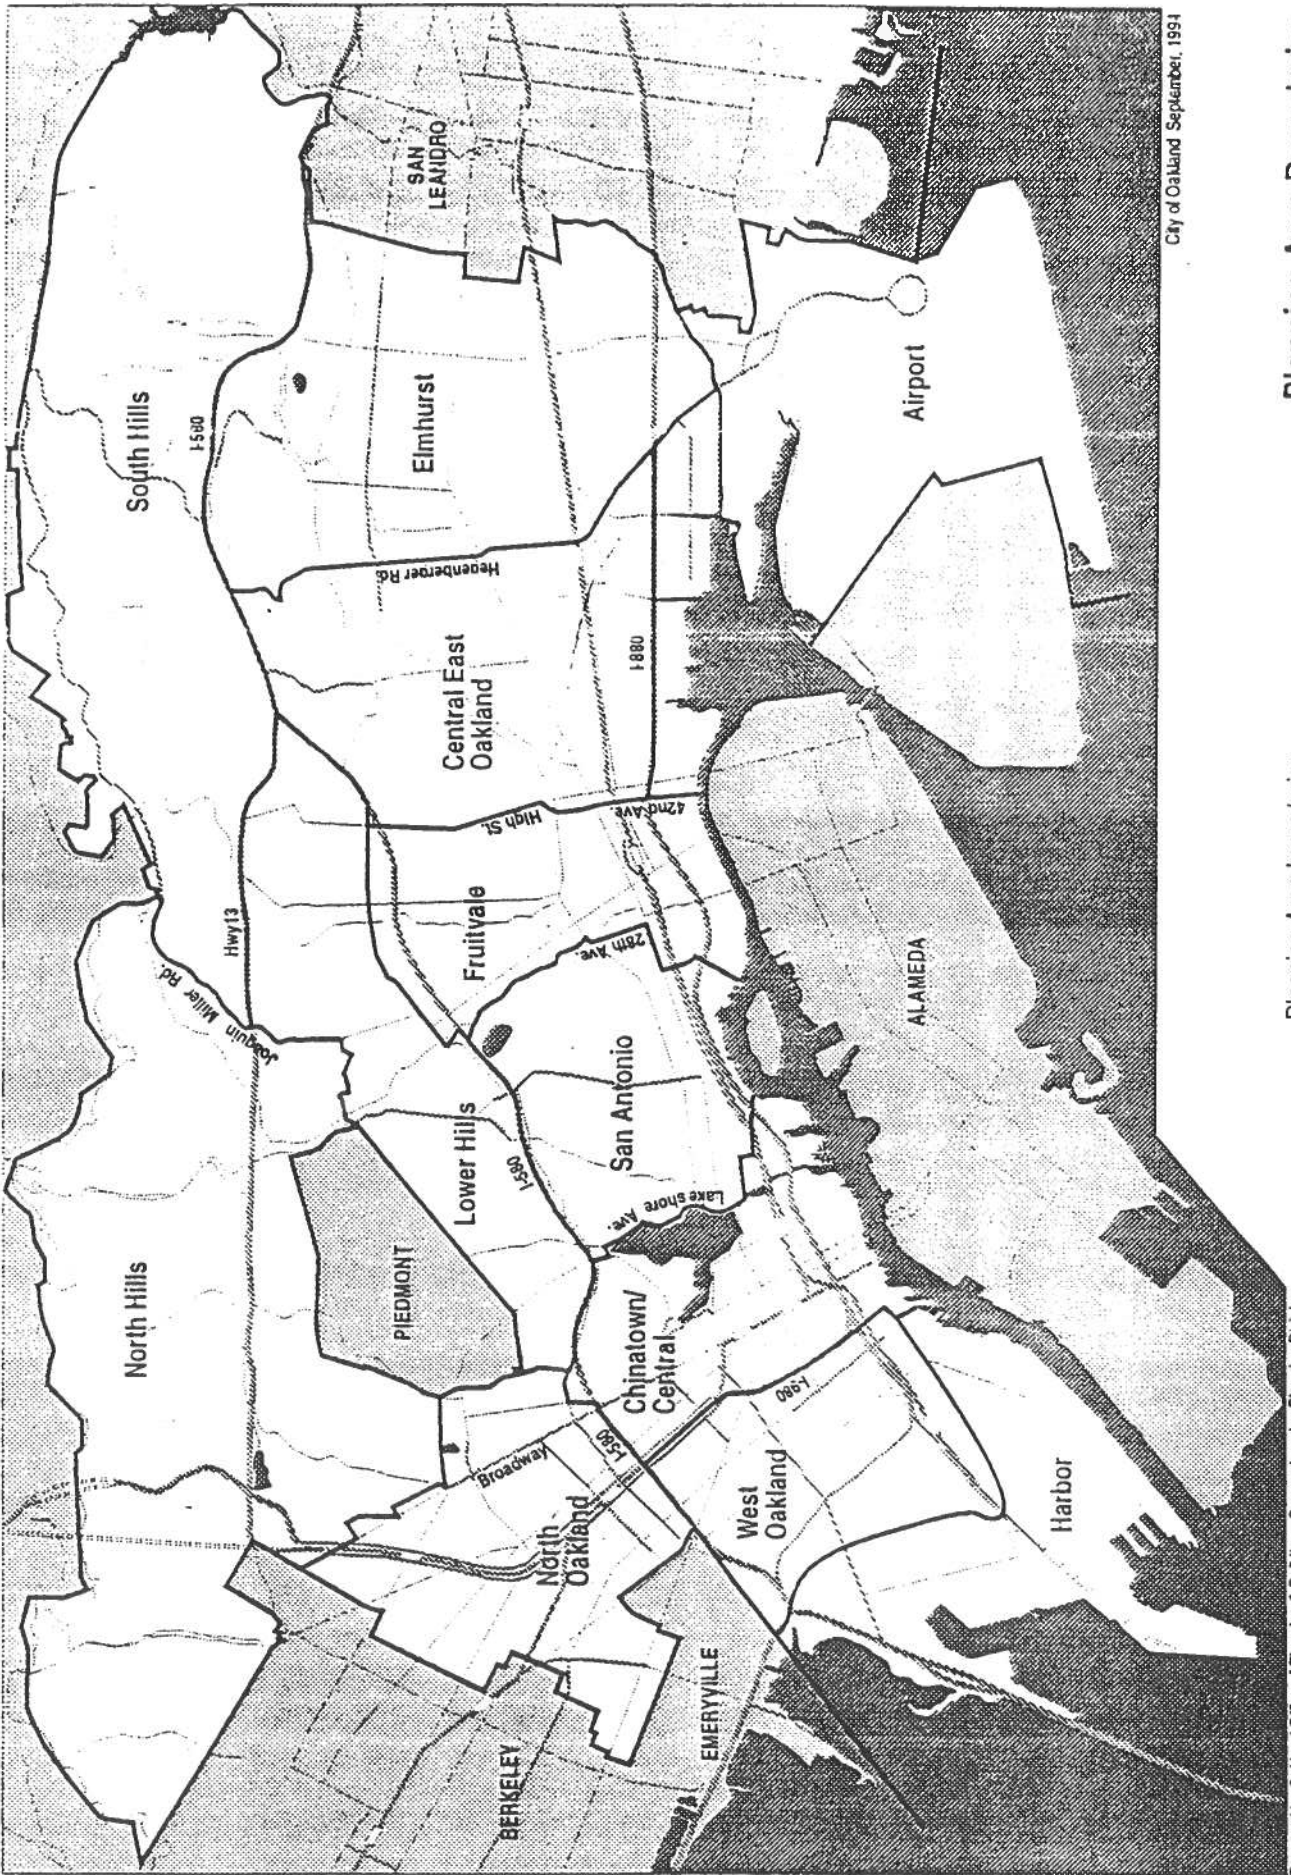 North Hills
South Hills
Joaquin Miller Rd.
Hwy13
I-580
SAN
LEANDRO
PIEDMONT
Lower Hills
Fruitvale
Central East
Oakland
Hegenberger Rd.
Elmhurst
High St.
42nd Ave.
28th Ave.
I-880
I-580
San Antonio
Lake shore Ave.
Chinatown/
Central
Broadway
I-580
I-980
North
Oakland
West
Oakland
BERKELEY
EMERYVILLE
Harbor
ALAMEDA
Airport
City of Oakland September, 1994